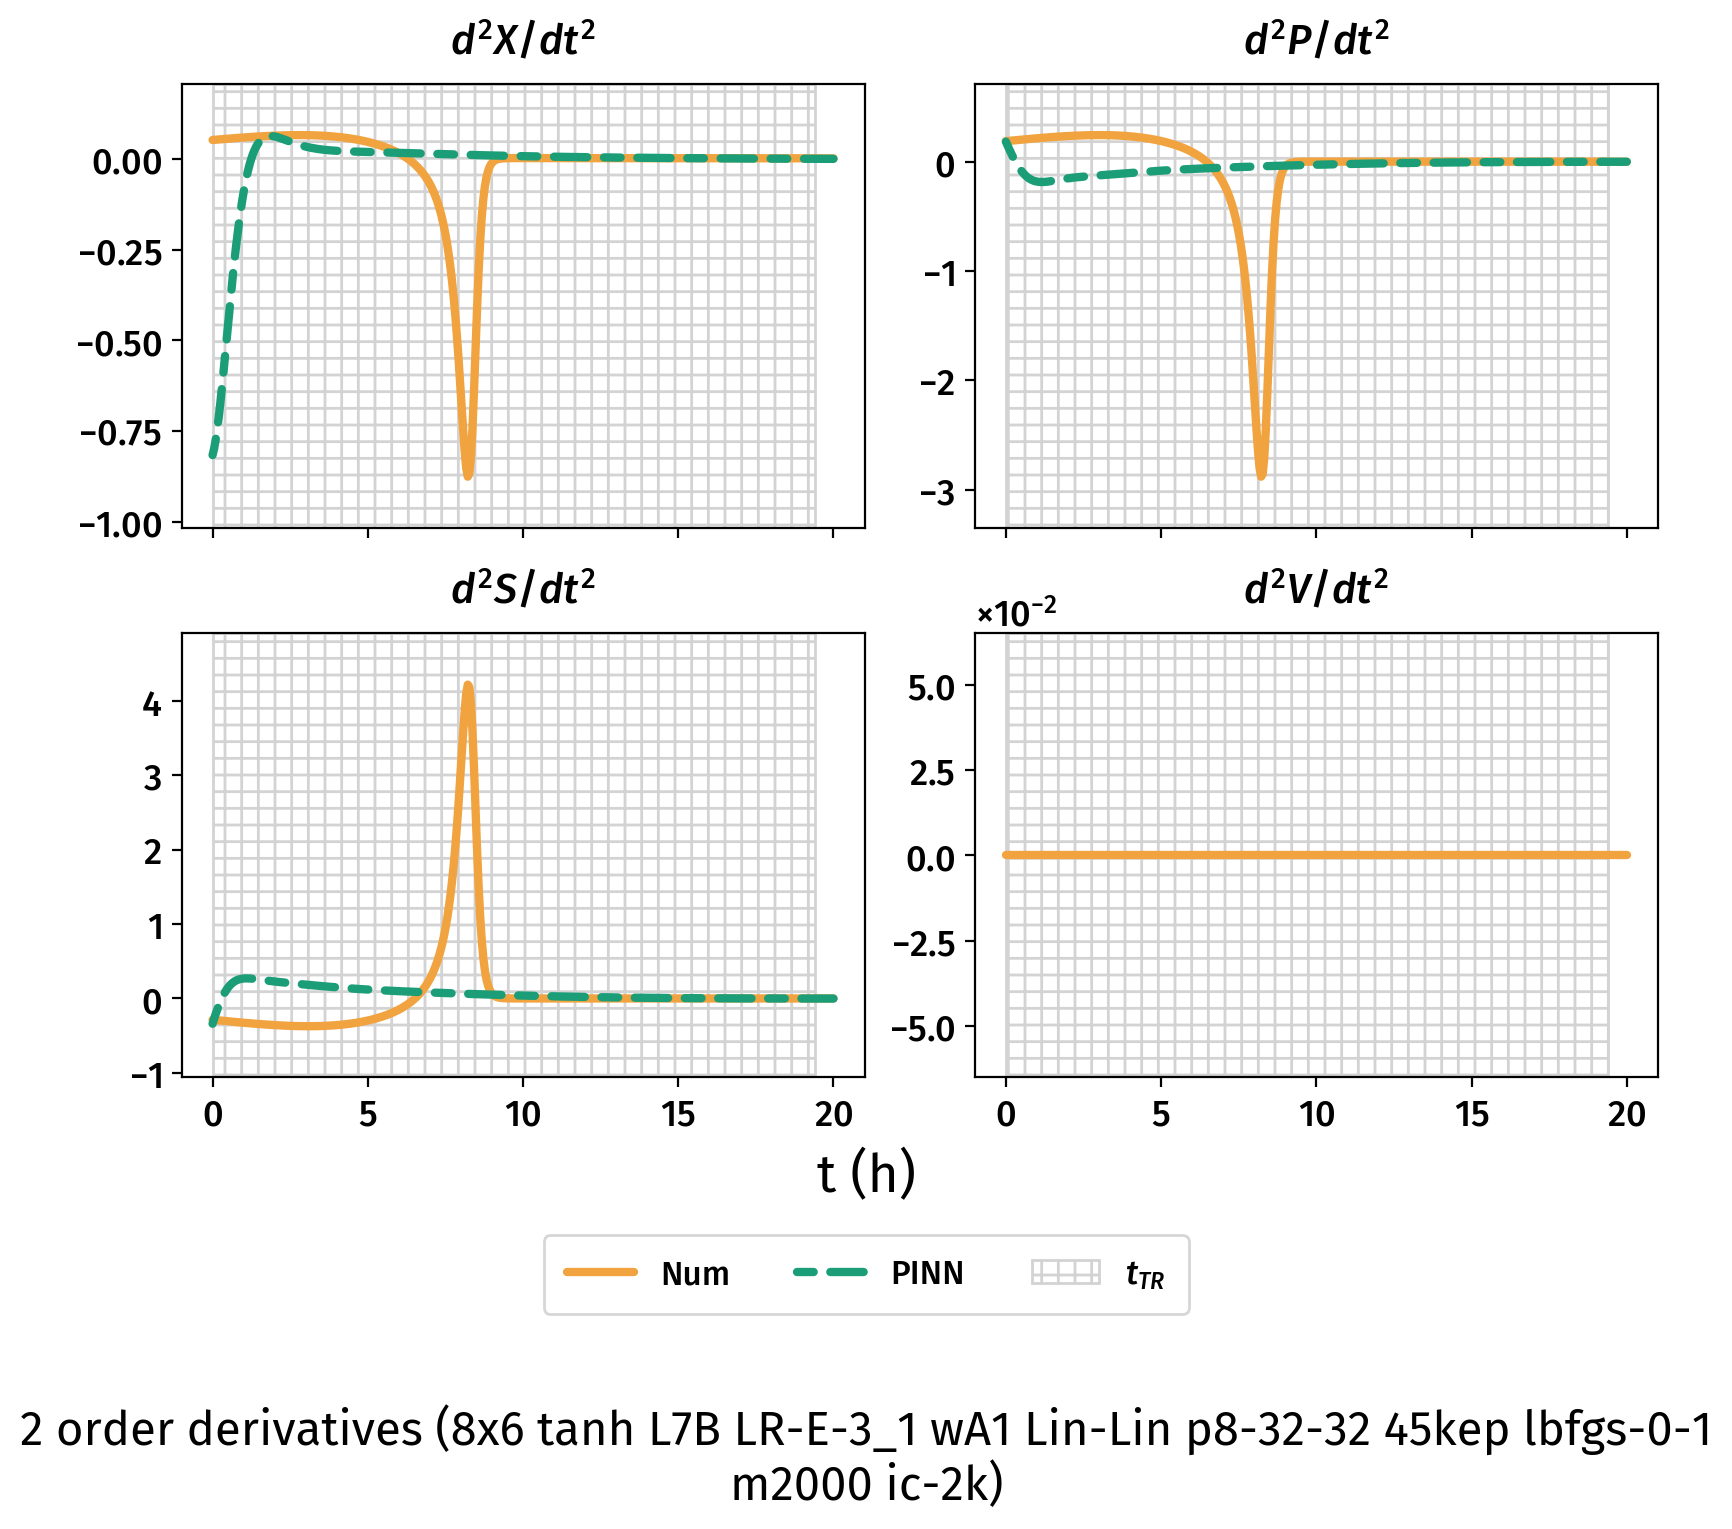 d²X/dt²
d²P/dt²
0.00
−0.25
−0.50
−0.75
−1.00
0
−1
−2
−3
d²S/dt²
d²V/dt²
×10⁻²
4
3
2
1
0
−1
5.0
2.5
0.0
−2.5
−5.0
0 5 10 15 20
0 5 10 15 20
t (h)
Num PINN t_TR
2 order derivatives (8x6 tanh L7B LR-E-3_1 wA1 Lin-Lin p8-32-32 45kep lbfgs-0-1
m2000 ic-2k)